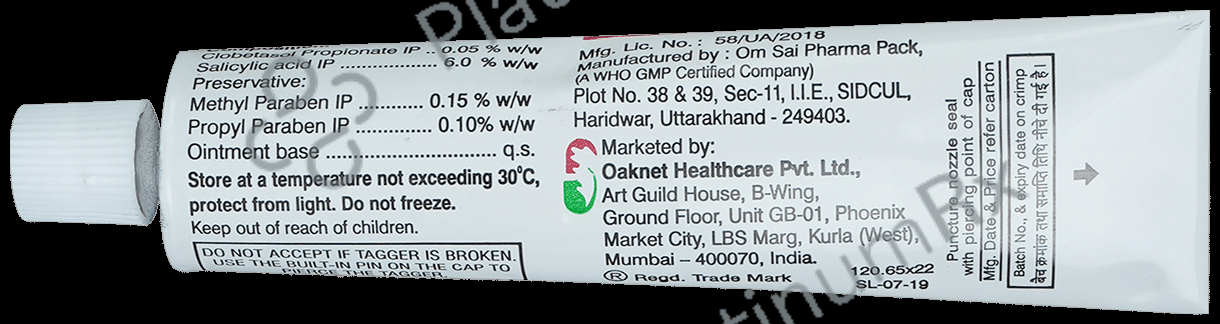 Clobetasol Propionate IP .. 0.05 % w/w
Salicylic acid IP ................ 6.0 % w/w
Preservative:
Methyl Paraben IP ............ 0.15 % w/w
Propyl Paraben IP .............. 0.10% w/w
Ointment base ............................... q.s.
Store at a temperature not exceeding 30°C,
protect from light. Do not freeze.
Keep out of reach of children.
DO NOT ACCEPT IF TAGGER IS BROKEN.
USE THE BUILT-IN PIN ON THE CAP TO
PIERCE THE TAGGER.
Mfg. Lic. No. : 58/UA/2018
Manufactured by : Om Sai Pharma Pack,
(A WHO GMP Certified Company)
Plot No. 38 & 39, Sec-11, I.I.E., SIDCUL,
Haridwar, Uttarakhand - 249403.
Marketed by:
Oaknet Healthcare Pvt. Ltd.,
Art Guild House, B-Wing,
Ground Floor, Unit GB-01, Phoenix
Market City, LBS Marg, Kurla (West),
Mumbai – 400070, India.
® Regd. Trade Mark
120.65x22
SL-07-19
Puncture nozzle seal
with piercing point of cap
Mfg. Date & Price refer carton
Batch No., & expiry date on crimp
बैच क्रमांक तथा समाप्ति तिथि नीचे दी गई है।